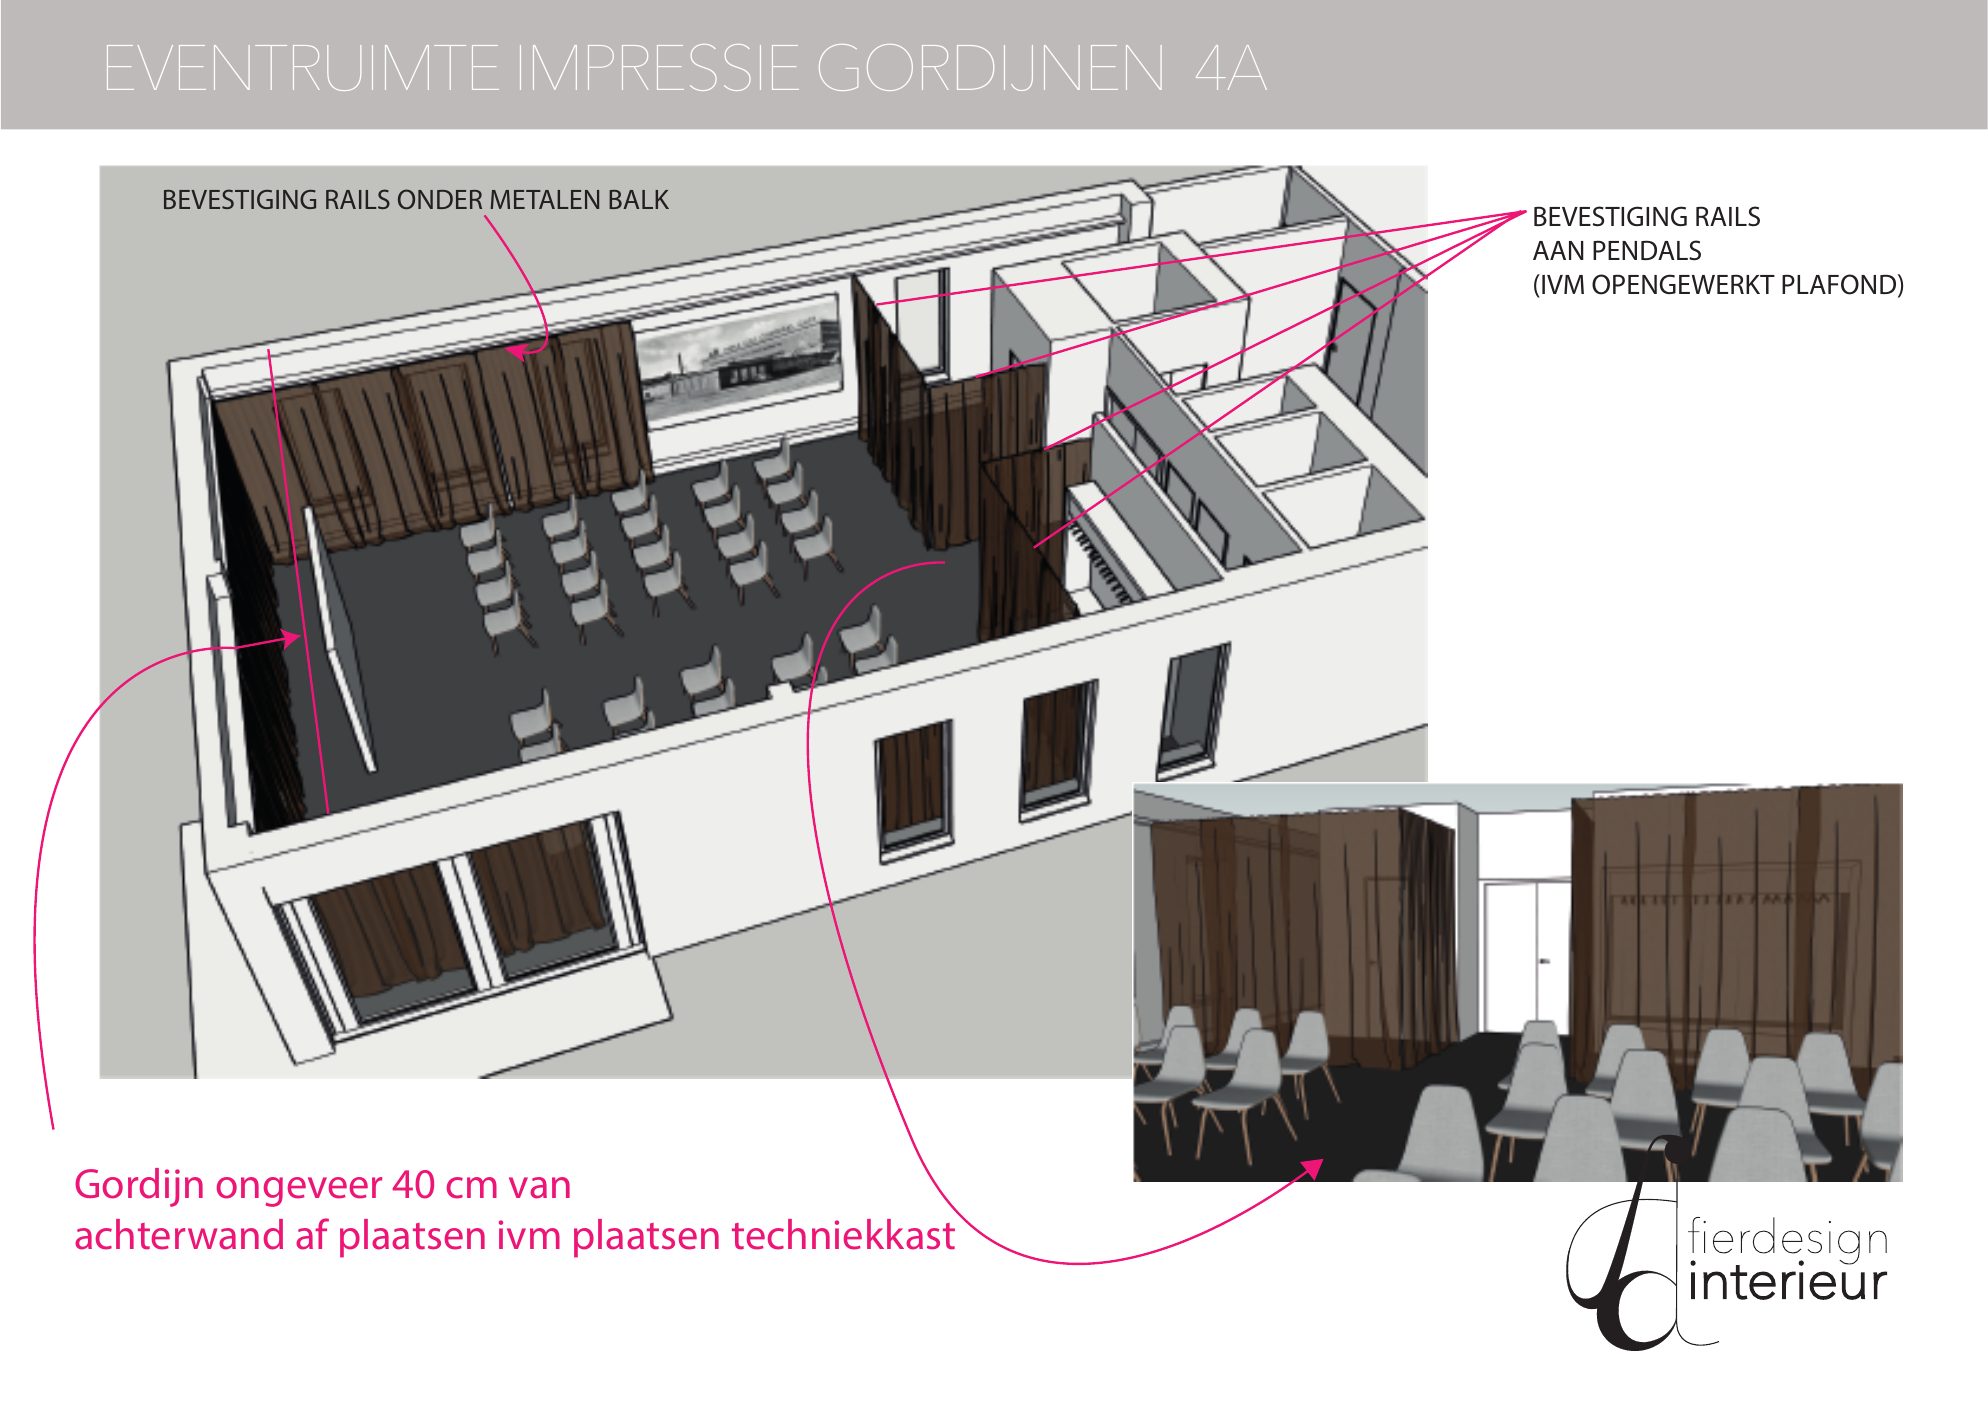 EVENTRUIMTE IMPRESSIE GORDIJNEN 4A
BEVESTIGING RAILS ONDER METALEN BALK
BEVESTIGING RAILS
AAN PENDALS
(IVM OPENGEWERKT PLAFOND)
Gordijn ongeveer 40 cm van
achterwand af plaatsen ivm plaatsen techniekkast
fierdesign
interieur